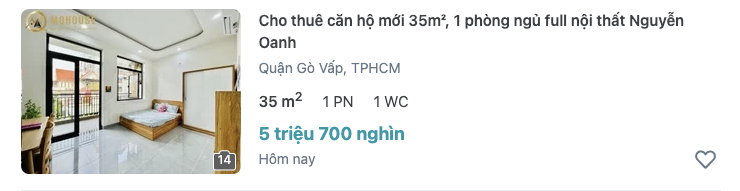 MQHOUSE
Cho thuê căn hộ mới 35m², 1 phòng ngủ full nội thất Nguyễn
Oanh
Quận Gò Vấp, TPHCM
35 m² 1 PN 1 WC
5 triệu 700 nghìn
Hôm nay
14